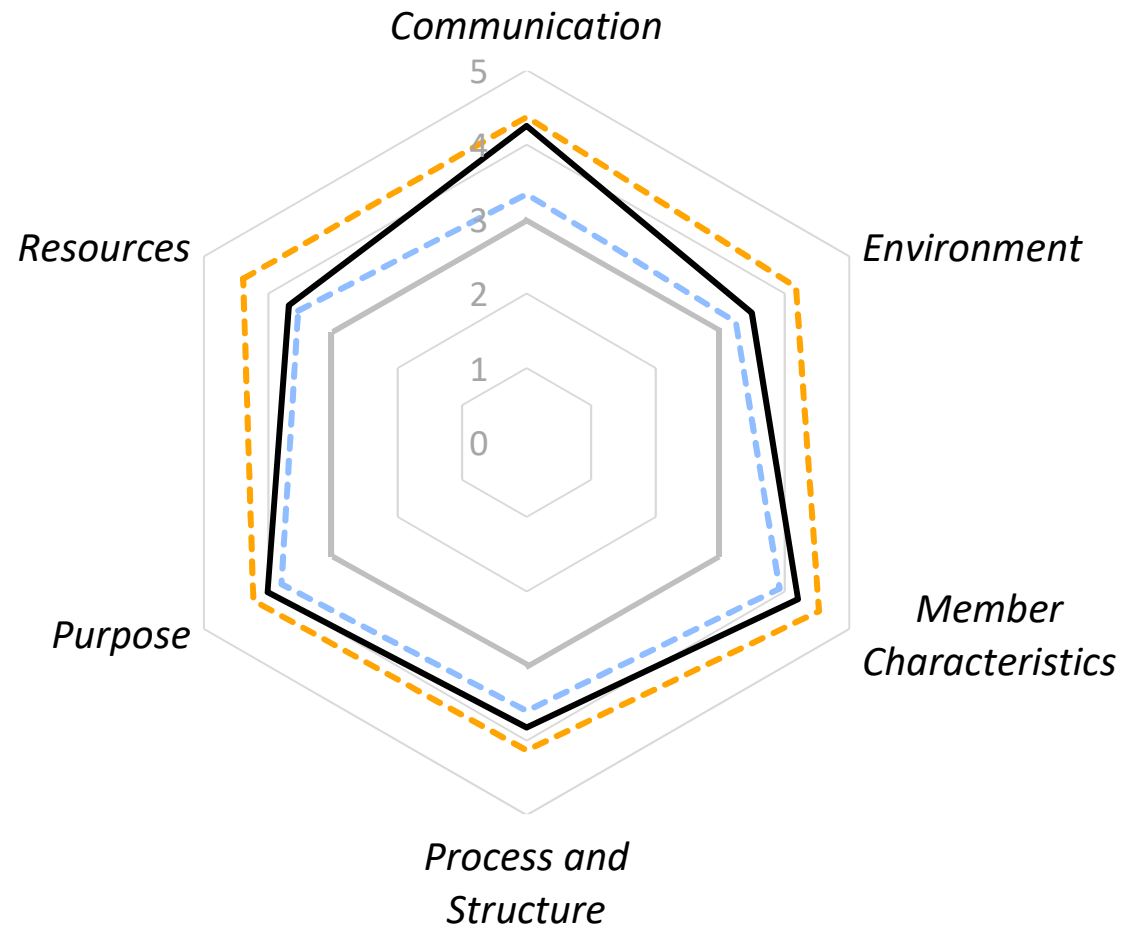 Communication
5
4
3
2
1
0
Resources
Environment
Purpose
Member
Characteristics
Process and
Structure